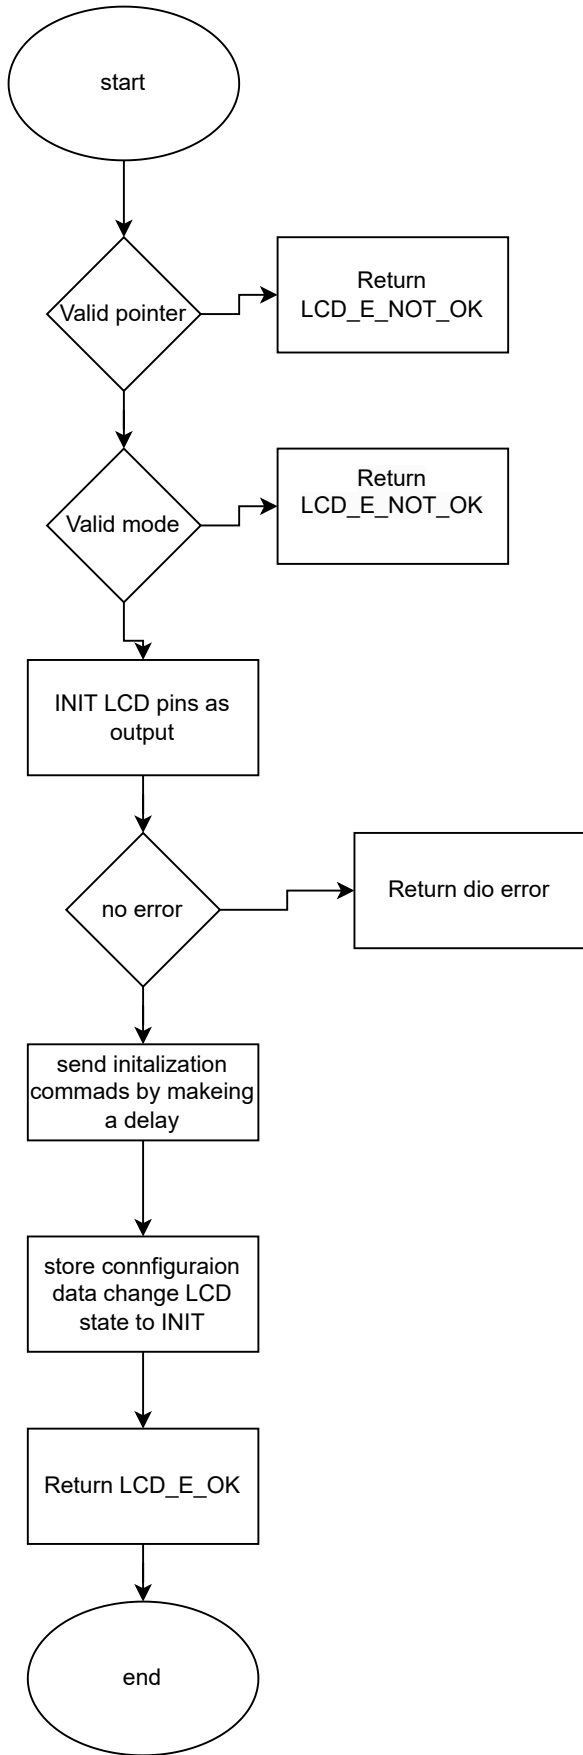 start
Valid pointer
Return
LCD_E_NOT_OK
Valid mode
Return
LCD_E_NOT_OK
INIT LCD pins as
output
no error
Return dio error
send initalization
commads by makeing
a delay
store connfiguraion
data change LCD
state to INIT
Return LCD_E_OK
end